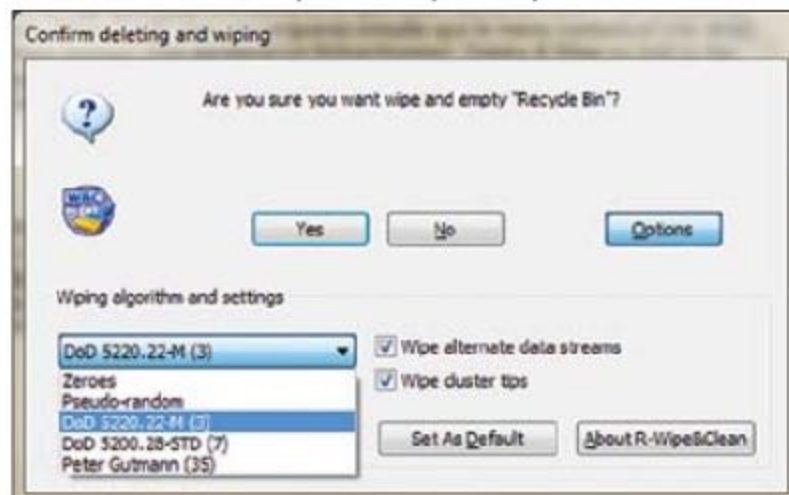 Confirm deleting and wiping
Are you sure you want wipe and empty "Recycle Bin"?
Yes
No
Options
Wiping algorithm and settings
DoD 5220.22-M (3)
Wipe alternate data streams
Zeroes
Wipe cluster tips
Pseudo-random
DoD 5220.22-M (3)
DoD 5200.28-STD (7)
Set As Default
About R-Wipe&Clean
Peter Gutmann (35)